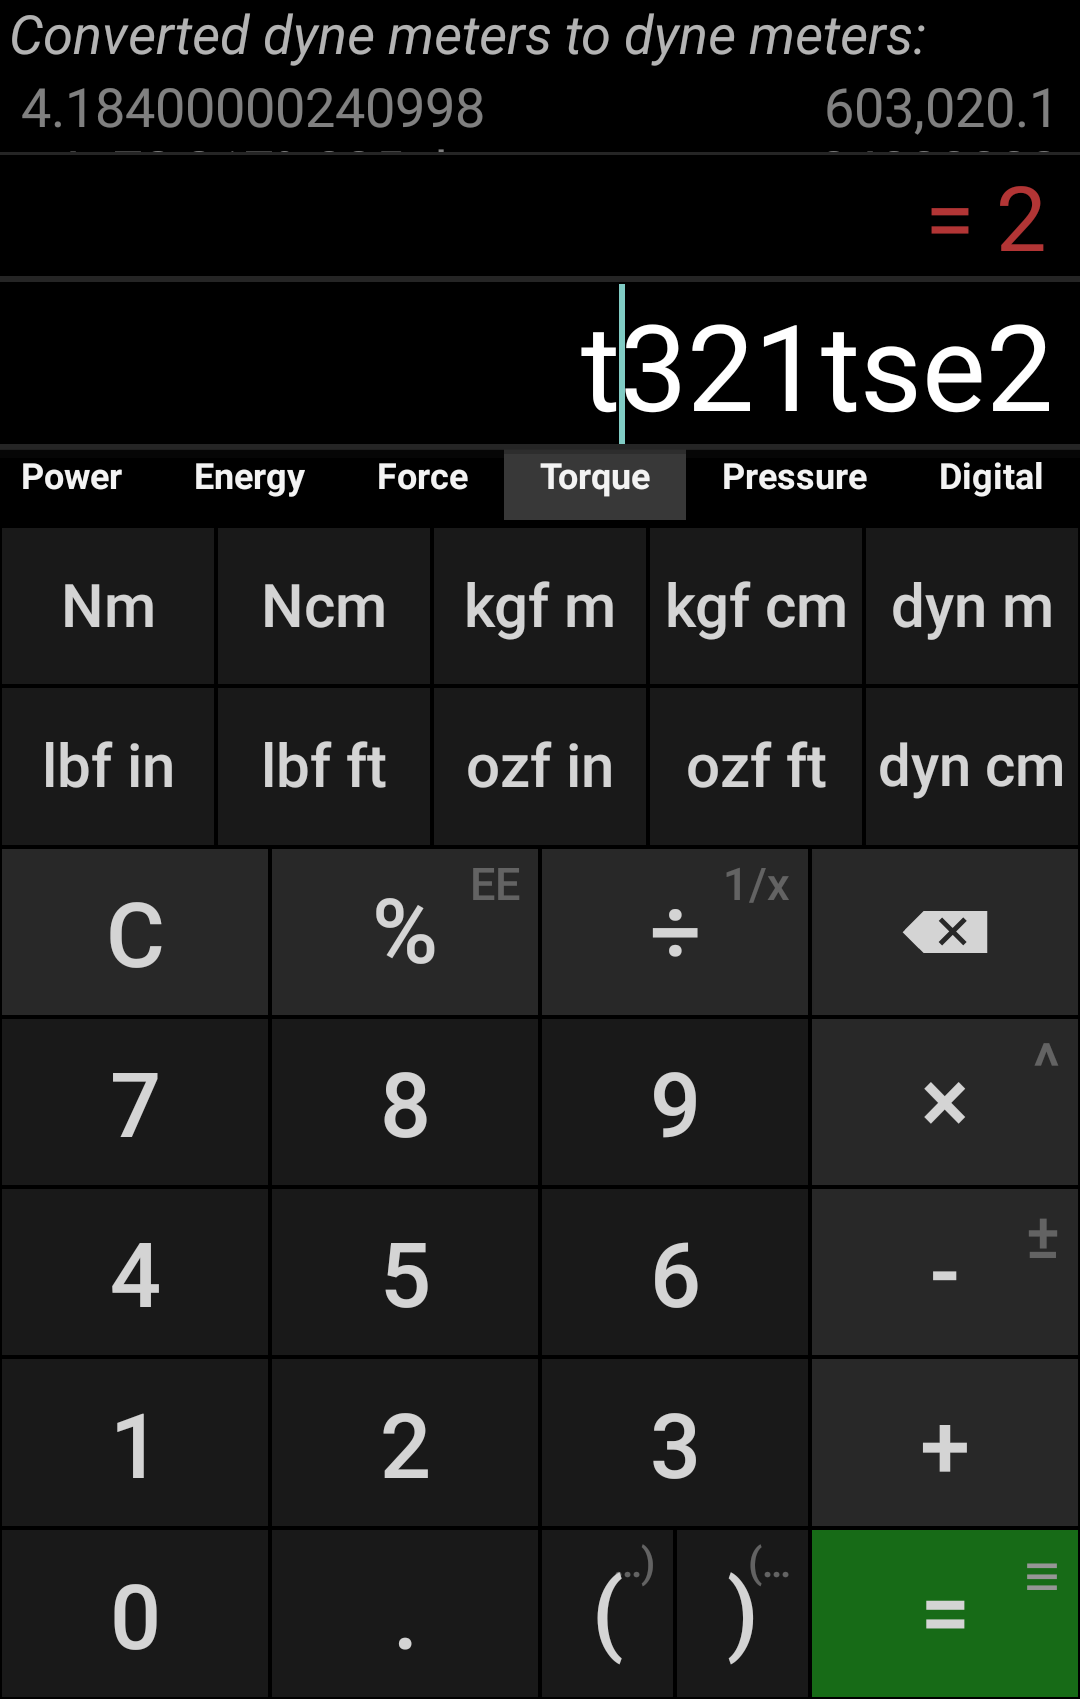 Converted dyne meters to dyne meters:
4.18400000240998 603,020.1
= 2
t321tse2
Power Energy Force Torque Pressure Digital
Nm Ncm kgf m kgf cm dyn m
lbf in lbf ft ozf in ozf ft dyn cm
C % EE ÷ 1/x
7 8 9 × ^
4 5 6 - ±
1 2 3 +
0 . ( ..) ) (... = ≡